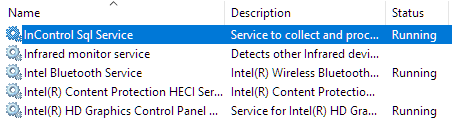 Name Description Status
InControl Sql Service Service to collect and proc... Running
Infrared monitor service Detects other Infrared devi...
Intel Bluetooth Service Intel(R) Wireless Bluetooth... Running
Intel(R) Content Protection HECI Ser... Intel(R) Content Protectio...
Intel(R) HD Graphics Control Panel ... Service for Intel(R) HD Gra... Running